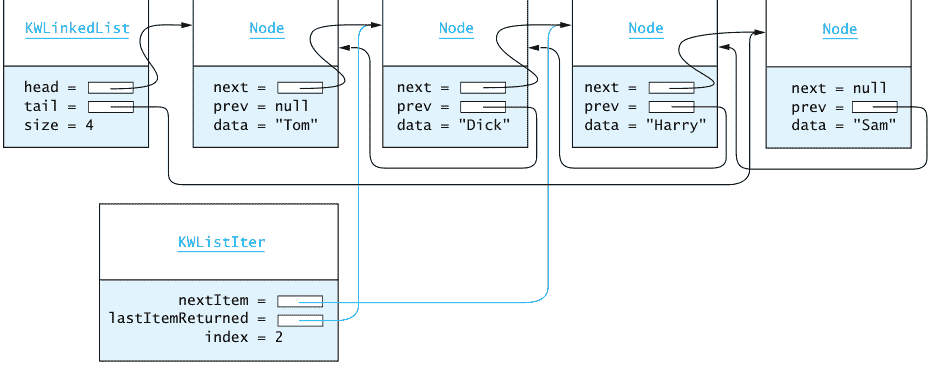 KWLinkedList
head =
tail =
size = 4
Node
next =
prev = null
data = "Tom"
Node
next =
prev =
data = "Dick"
Node
next =
prev =
data = "Harry"
Node
next = null
prev =
data = "Sam"
KWListIter
nextItem =
lastItemReturned =
index = 2